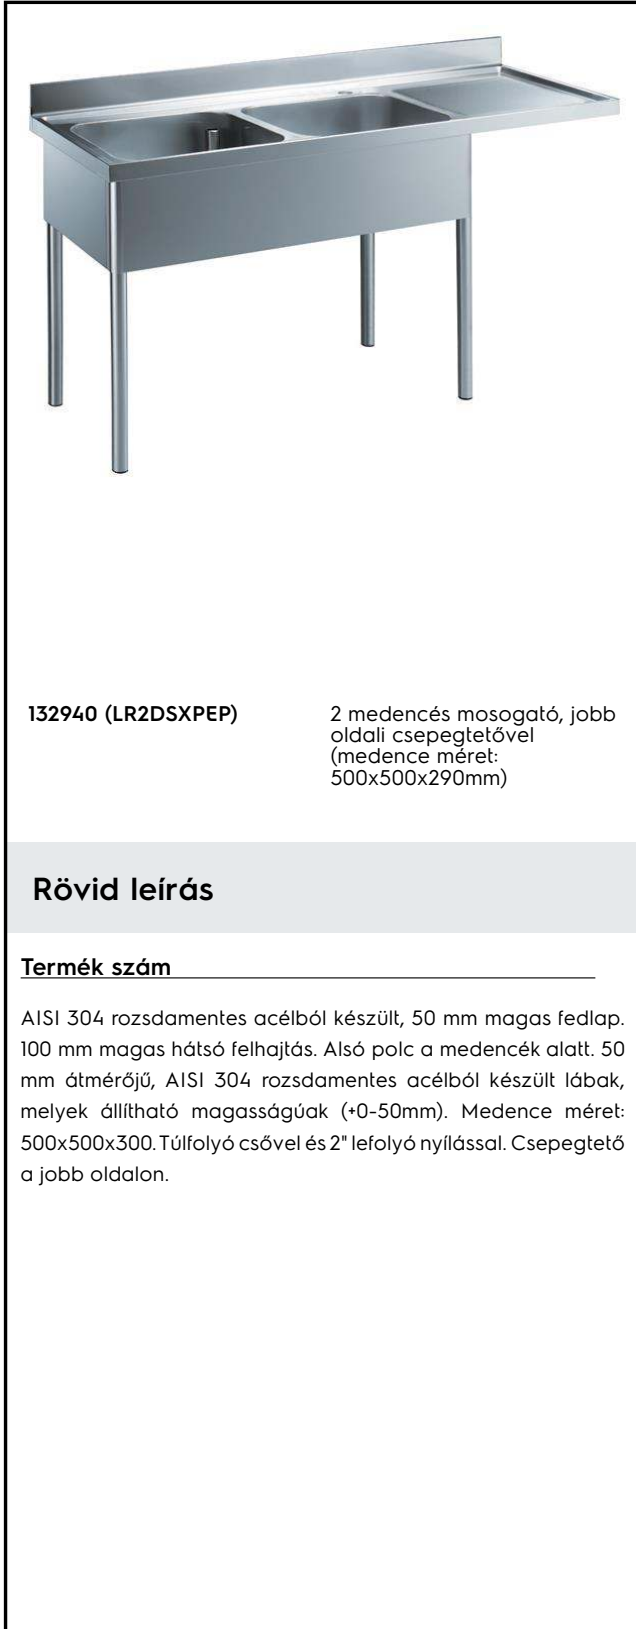 132940 (LR2DSXPEP)
2 medencés mosogató, jobb
oldali csepegtetővel
(medence méret:
500x500x290mm)
Rövid leírás
Termék szám
AISI 304 rozsdamentes acélból készült, 50 mm magas fedlap.
100 mm magas hátsó felhajtás. Alsó polc a medencék alatt. 50
mm átmérőjű, AISI 304 rozsdamentes acélból készült lábak,
melyek állítható magasságúak (+0-50mm). Medence méret:
500x500x300. Túlfolyó csővel és 2" lefolyó nyílással. Csepegtető
a jobb oldalon.